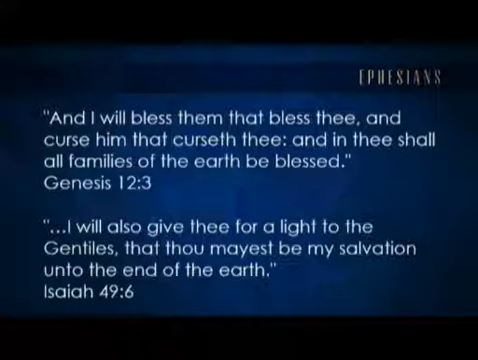 EPHESIANS
"And I will bless them that bless thee, and
curse him that curseth thee: and in thee shall
all families of the earth be blessed."
Genesis 12:3
"...I will also give thee for a light to the
Gentiles, that thou mayest be my salvation
unto the end of the earth."
Isaiah 49:6